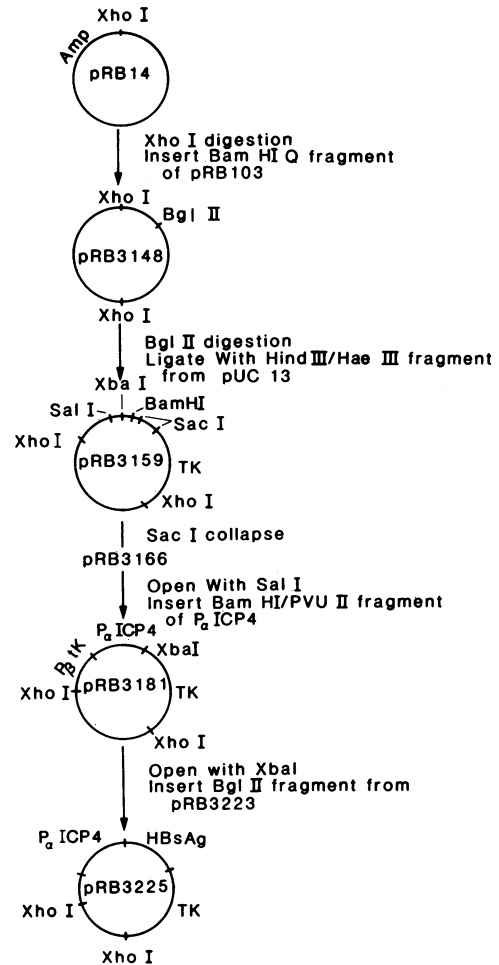 Xho I
Amp
pRB14
Xho I digestion
Insert Bam HI Q fragment
of pRB103
Xho I
Bgl II
pRB3148
Xho I
Bgl II digestion
Ligate With Hind III/Hae III fragment
from pUC 13
Xba I
Sal I
BamHI
Sac I
Xho I
pRB3159
TK
Xho I
Sac I collapse
pRB3166
Open With Sal I
Insert Bam HI/PVU II fragment
of Pα ICP4
Pα ICP4
Pβ tK
XbaI
Xho I
pRB3181
TK
Xho I
Open with XbaI
Insert Bgl II fragment from
pRB3223
Pα ICP4
HBsAg
pRB3225
Xho I
TK
Xho I